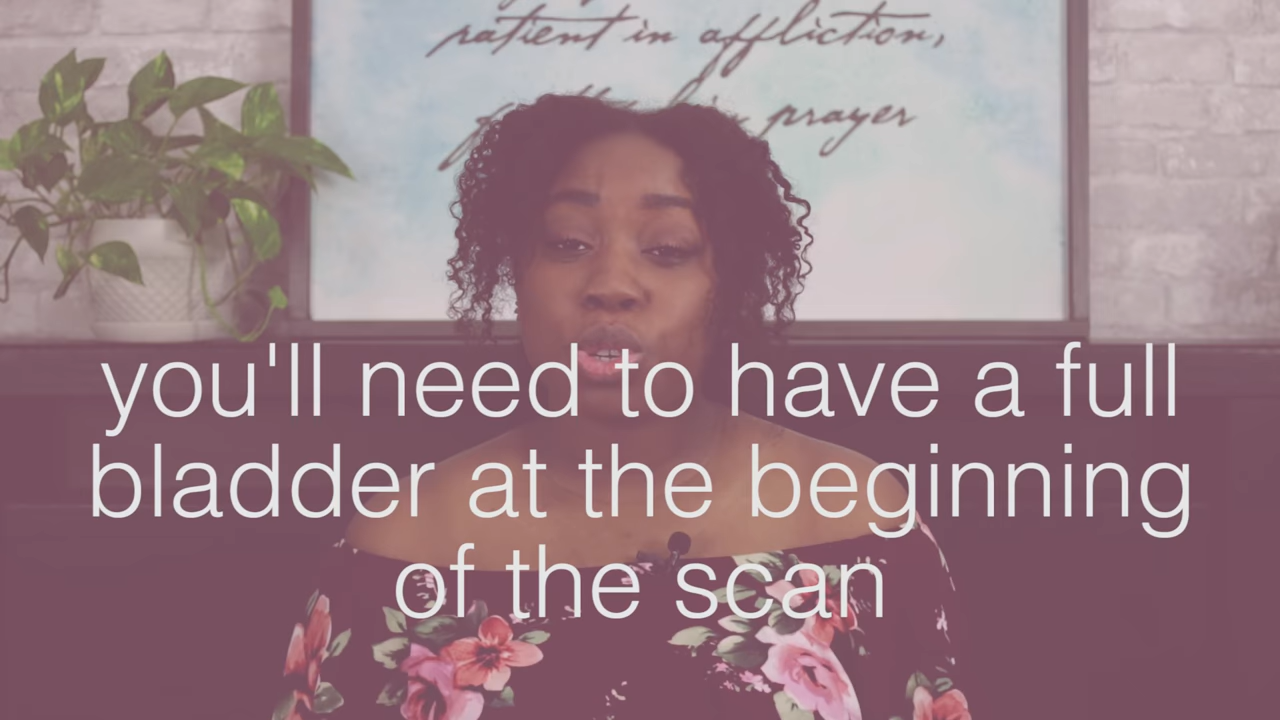 patient in affliction,
prayer
you'll need to have a full
bladder at the beginning
of the scan